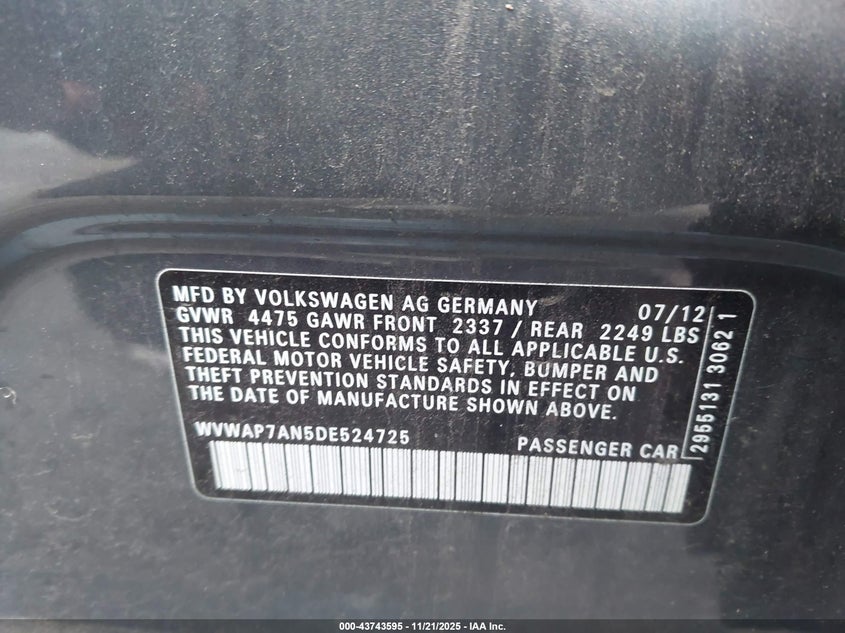 MFD BY VOLKSWAGEN AG GERMANY 07/12
GVWR 4475 GAWR FRONT 2337 / REAR 2249 LBS
THIS VEHICLE CONFORMS TO ALL APPLICABLE U.S.
FEDERAL MOTOR VEHICLE SAFETY, BUMPER AND
THEFT PREVENTION STANDARDS IN EFFECT ON
THE DATE OF MANUFACTURE SHOWN ABOVE.
WVWAP7AN5DE524725 PASSENGER CAR
2955131 3062 1
000-43743595 - 11/21/2025 - IAA Inc.